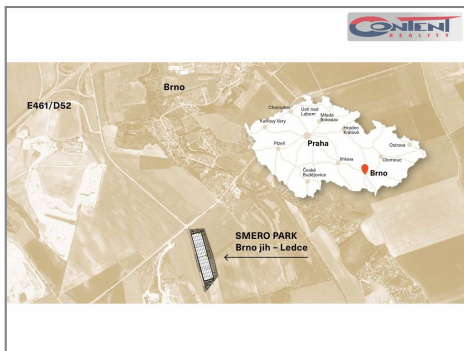 CONTENT
REALITY
E461/D52
Brno
Chomutov
Ústí nad
Labem
Mladá
Boleslav
Karlovy Vary
Hradec
Králové
Praha
Plzeň
Ostrava
Olomouc
Jihlava
České
Budějovice
Brno
SMERO PARK
Brno jih – Ledce